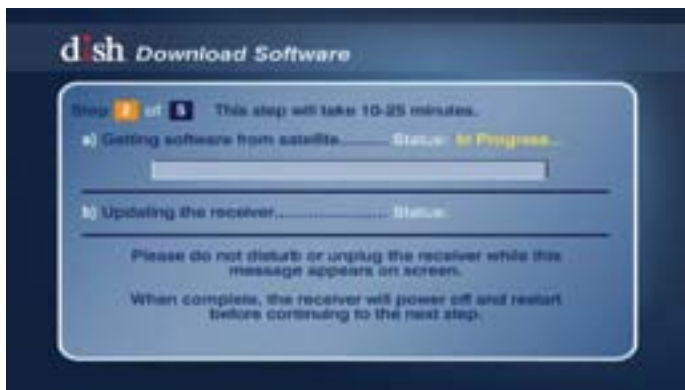 dish Download Software
Step 2 of 5 This step will take 10-25 minutes.
a) Getting software from satellite......... Status: In Progress...
b) Updating the receiver..................... Status:
Please do not disturb or unplug the receiver while this
message appears on screen.
When complete, the receiver will power off and restart
before continuing to the next step.